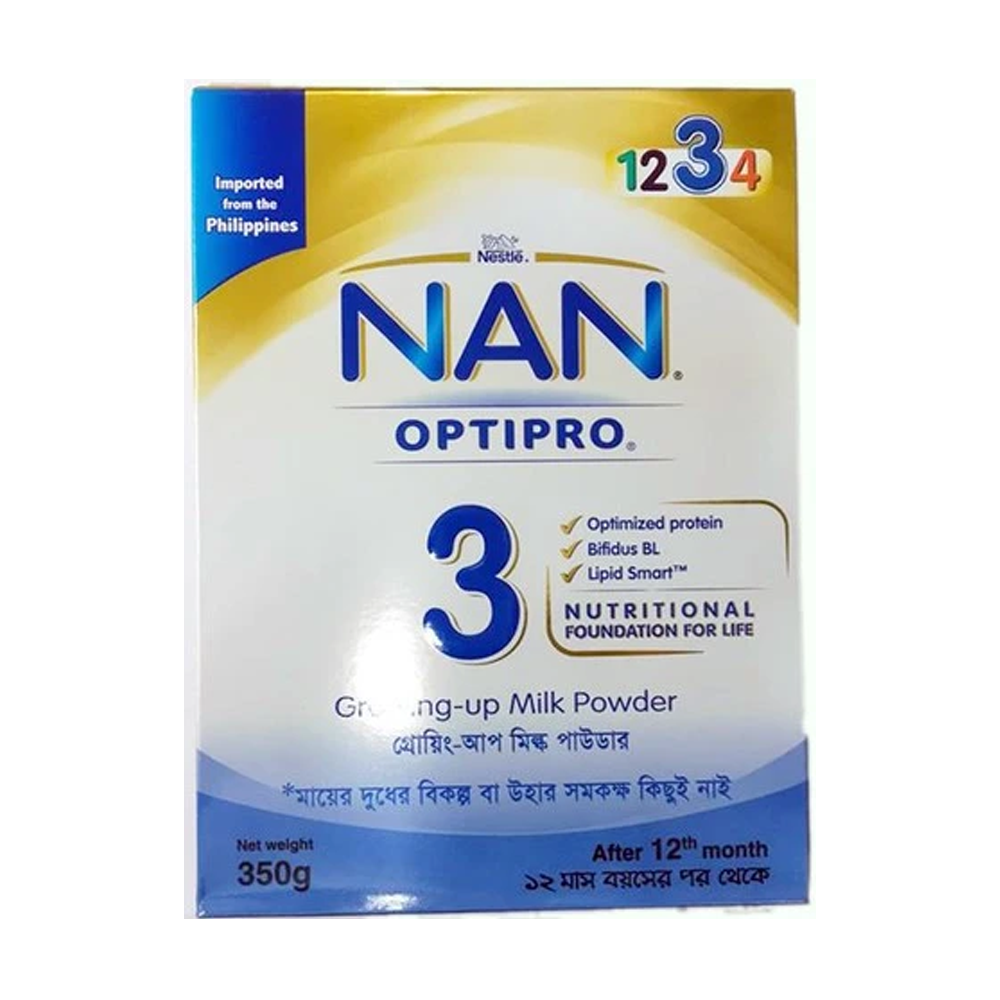 Imported
from the
Philippines
1234
Nestlé.
NAN®
OPTIPRO®
3
Optimized protein
Bifidus BL
Lipid Smart™
NUTRITIONAL
FOUNDATION FOR LIFE
-up Milk Powder
গ্রোয়িং-আপ মিল্ক পাউডার
*মায়ের দুধের বিকল্প বা উহার সমকক্ষ কিছুই নাই
Net weight
350g
After 12th month
১২ মাস বয়সের পর থেকে